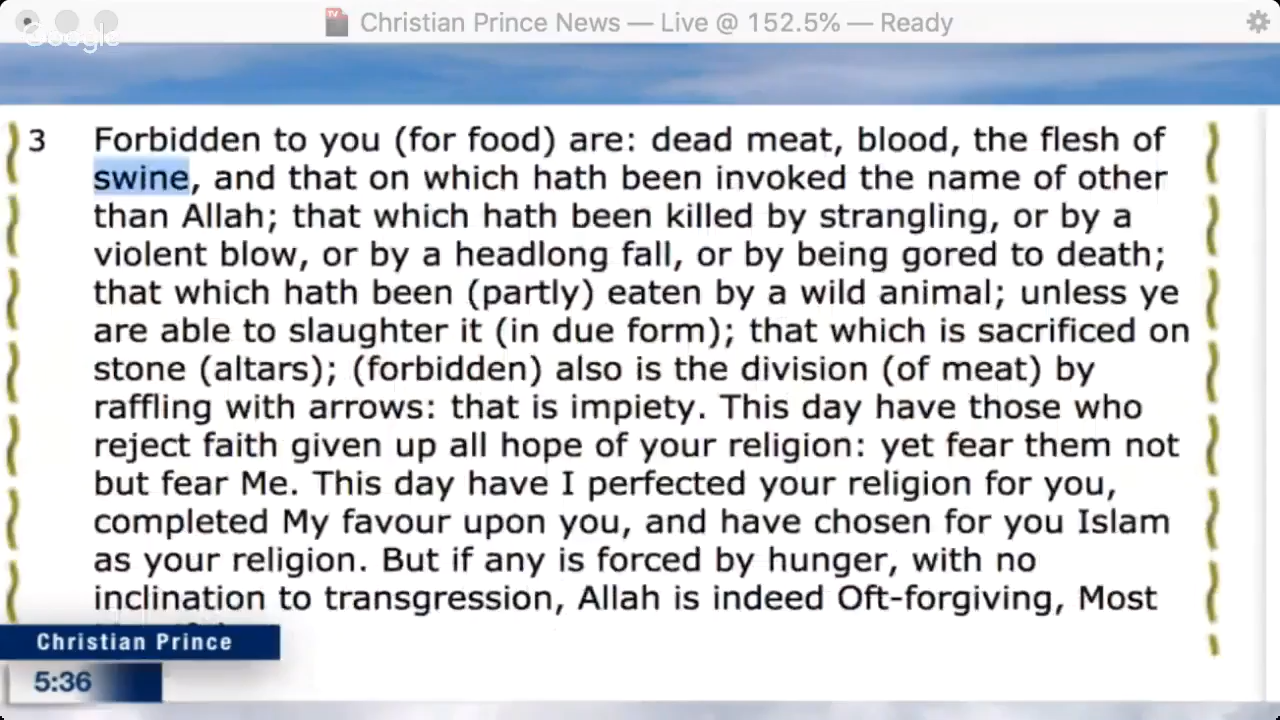 Christian Prince News — Live @ 152.5% — Ready
Google
3 Forbidden to you (for food) are: dead meat, blood, the flesh of
swine, and that on which hath been invoked the name of other
than Allah; that which hath been killed by strangling, or by a
violent blow, or by a headlong fall, or by being gored to death;
that which hath been (partly) eaten by a wild animal; unless ye
are able to slaughter it (in due form); that which is sacrificed on
stone (altars); (forbidden) also is the division (of meat) by
raffling with arrows: that is impiety. This day have those who
reject faith given up all hope of your religion: yet fear them not
but fear Me. This day have I perfected your religion for you,
completed My favour upon you, and have chosen for you Islam
as your religion. But if any is forced by hunger, with no
inclination to transgression, Allah is indeed Oft-forgiving, Most
Christian Prince
5:36